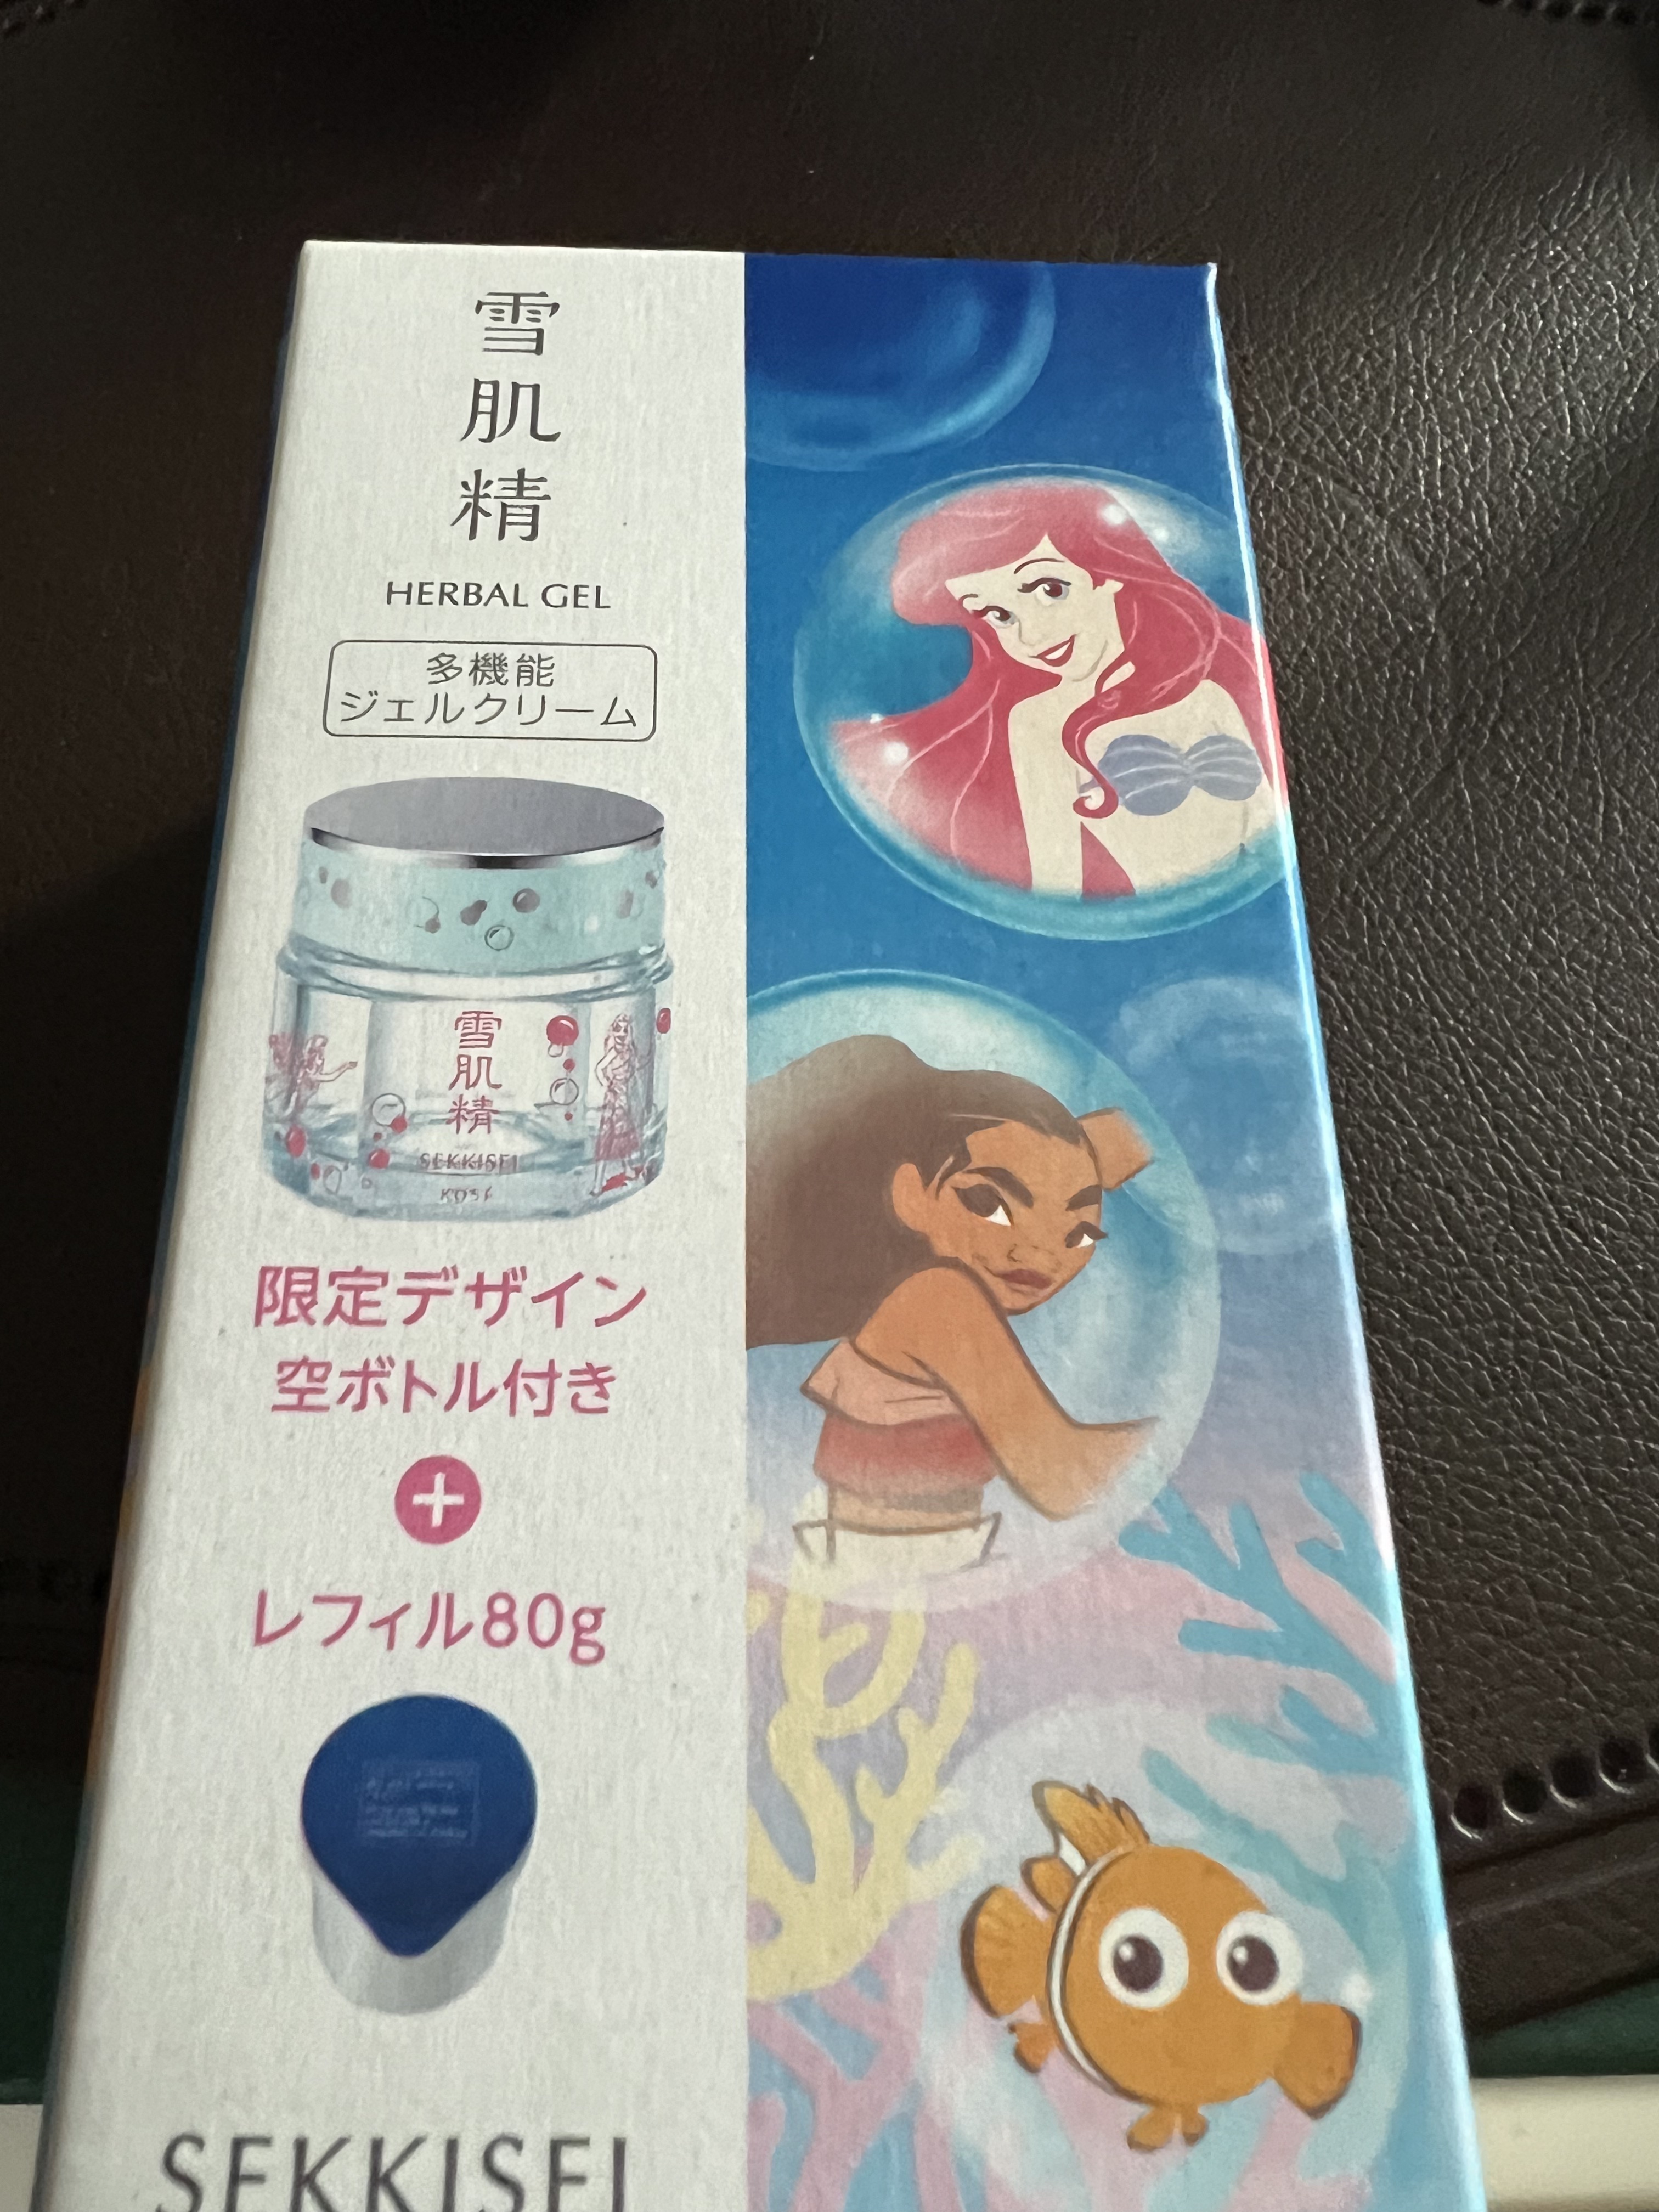 雪肌精
HERBAL GEL
多機能
ジェルクリーム
雪肌精
SEKKISEI
KOSÉ
限定デザイン
空ボトル付き
+
レフィル80g
SEKKISEI